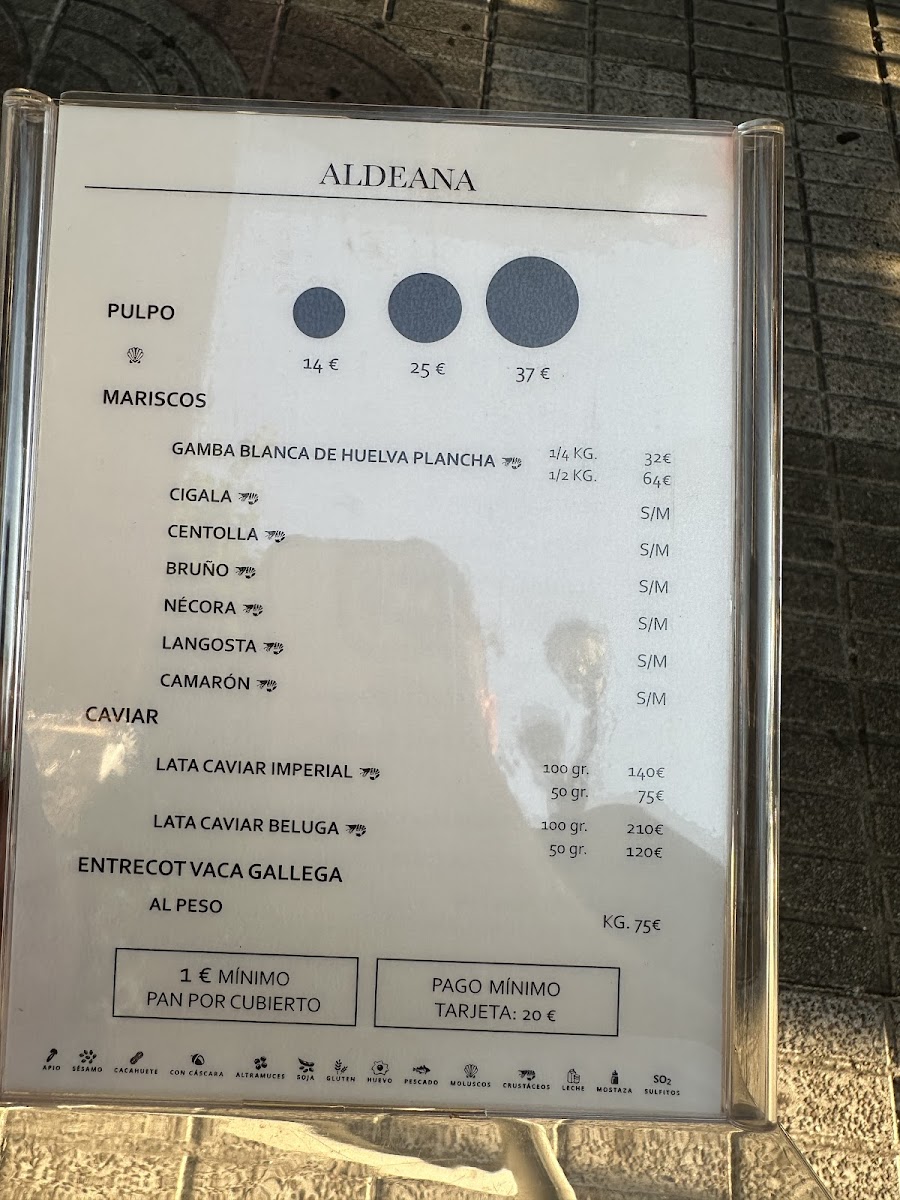 ALDEANA
PULPO
14 € 25 € 37 €
MARISCOS
GAMBA BLANCA DE HUELVA PLANCHA 1/4 KG. 32€
1/2 KG. 64€
CIGALA S/M
CENTOLLA S/M
BRUÑO S/M
NÉCORA S/M
LANGOSTA S/M
CAMARÓN S/M
CAVIAR
LATA CAVIAR IMPERIAL 100 gr. 140€
50 gr. 75€
LATA CAVIAR BELUGA 100 gr. 210€
50 gr. 120€
ENTRECOT VACA GALLEGA
AL PESO KG. 75€
1 € MÍNIMO
PAN POR CUBIERTO
PAGO MÍNIMO
TARJETA: 20 €
APIO SÉSAMO CACAHUETE CON CÁSCARA ALTRAMUCES SOJA GLUTEN HUEVO PESCADO MOLUSCOS CRUSTÁCEOS LECHE MOSTAZA SO2 SULFITOS